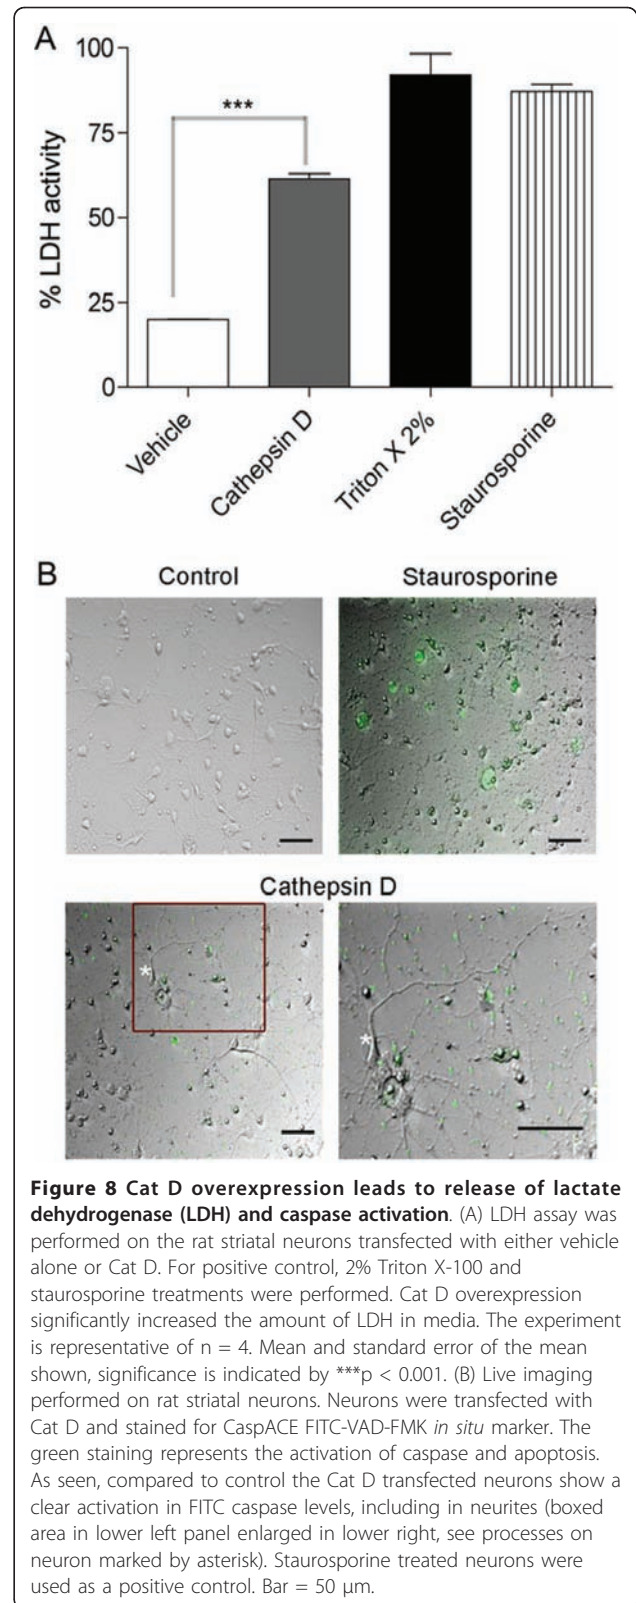 A
100
75
50
25
0
% LDH activity
***
Vehicle
Cathepsin D
Triton X 2%
Staurosporine
B
Control
Staurosporine
Cathepsin D
*
*
Figure 8 Cat D overexpression leads to release of lactate
dehydrogenase (LDH) and caspase activation. (A) LDH assay was
performed on the rat striatal neurons transfected with either vehicle
alone or Cat D. For positive control, 2% Triton X-100 and
staurosporine treatments were performed. Cat D overexpression
significantly increased the amount of LDH in media. The experiment
is representative of n = 4. Mean and standard error of the mean
shown, significance is indicated by ***p < 0.001. (B) Live imaging
performed on rat striatal neurons. Neurons were transfected with
Cat D and stained for CaspACE FITC-VAD-FMK in situ marker. The
green staining represents the activation of caspase and apoptosis.
As seen, compared to control the Cat D transfected neurons show a
clear activation in FITC caspase levels, including in neurites (boxed
area in lower left panel enlarged in lower right, see processes on
neuron marked by asterisk). Staurosporine treated neurons were
used as a positive control. Bar = 50 μm.